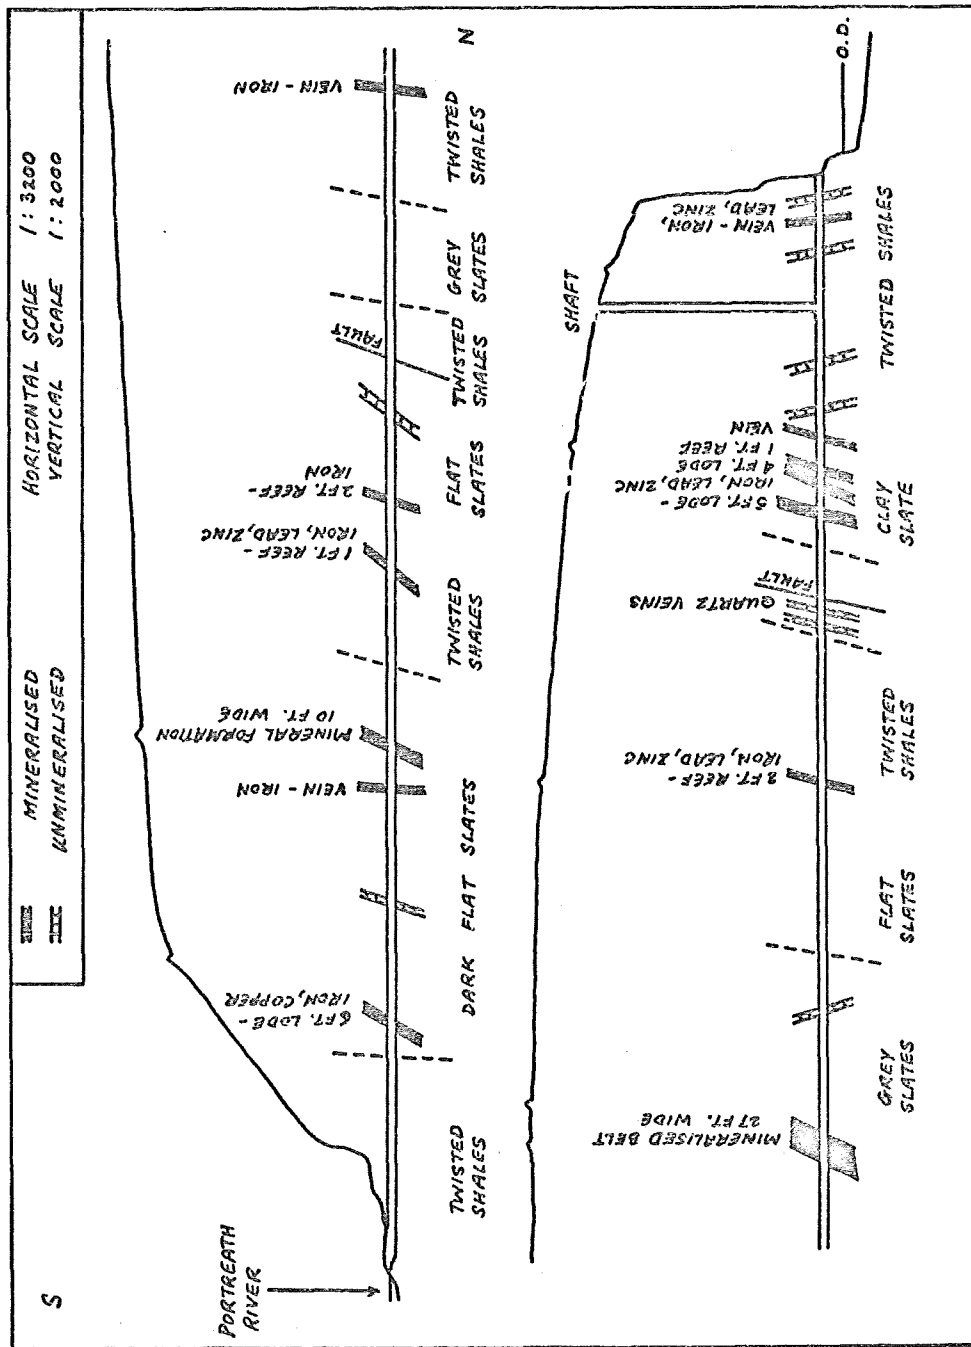 S
MINERALISED
UNMINERALISED
HORIZONTAL SCALE 1:3200
VERTICAL SCALE 1:2000
N
PORTREATH
RIVER
6 FT. LODE -
IRON, COPPER
VEIN - IRON
MINERAL FORMATION
10 FT. WIDE
1 FT. REEF -
IRON, LEAD, ZINC
2 FT. REEF -
IRON
FAULT
VEIN - IRON
TWISTED
SHALES
DARK FLAT SLATES
TWISTED
SHALES
FLAT
SLATES
TWISTED
SHALES
GREY
SLATES
TWISTED
SHALES
SHAFT
O.D.
MINERALISED BELT
27 FT. WIDE
2 FT. REEF -
IRON, LEAD, ZINC
QUARTZ VEINS
FAULT
5 FT. LODE -
IRON, LEAD, ZINC
4 FT. LODE
1 FT. REEF
VEIN
VEIN - IRON,
LEAD, ZINC
GREY
SLATES
FLAT
SLATES
TWISTED
SHALES
CLAY
SLATE
TWISTED SHALES